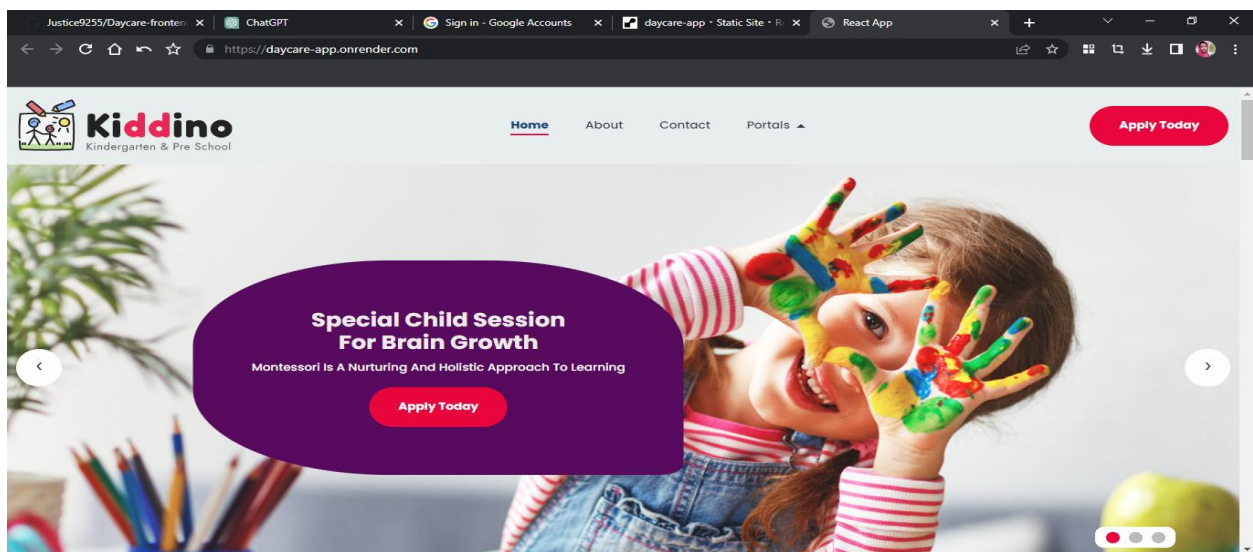 Justice9255/Daycare-fronten
ChatGPT
Sign in - Google Accounts
daycare-app · Static Site · R
React App
https://daycare-app.onrender.com
Kiddino
Kindergarten & Pre School
Home
About
Contact
Portals
Apply Today
Special Child Session
For Brain Growth
Montessori Is A Nurturing And Holistic Approach To Learning
Apply Today